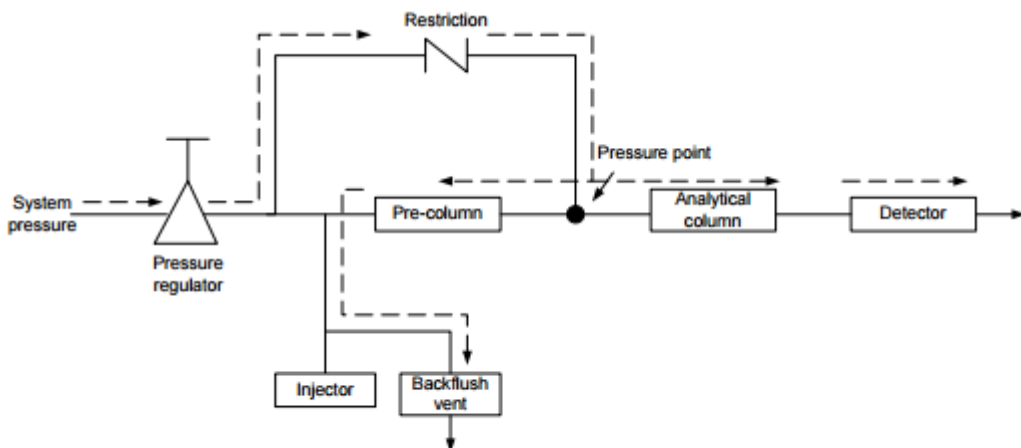 Restriction
Pressure point
System
pressure
Pre-column
Analytical
column
Detector
Pressure
regulator
Injector
Backflush
vent